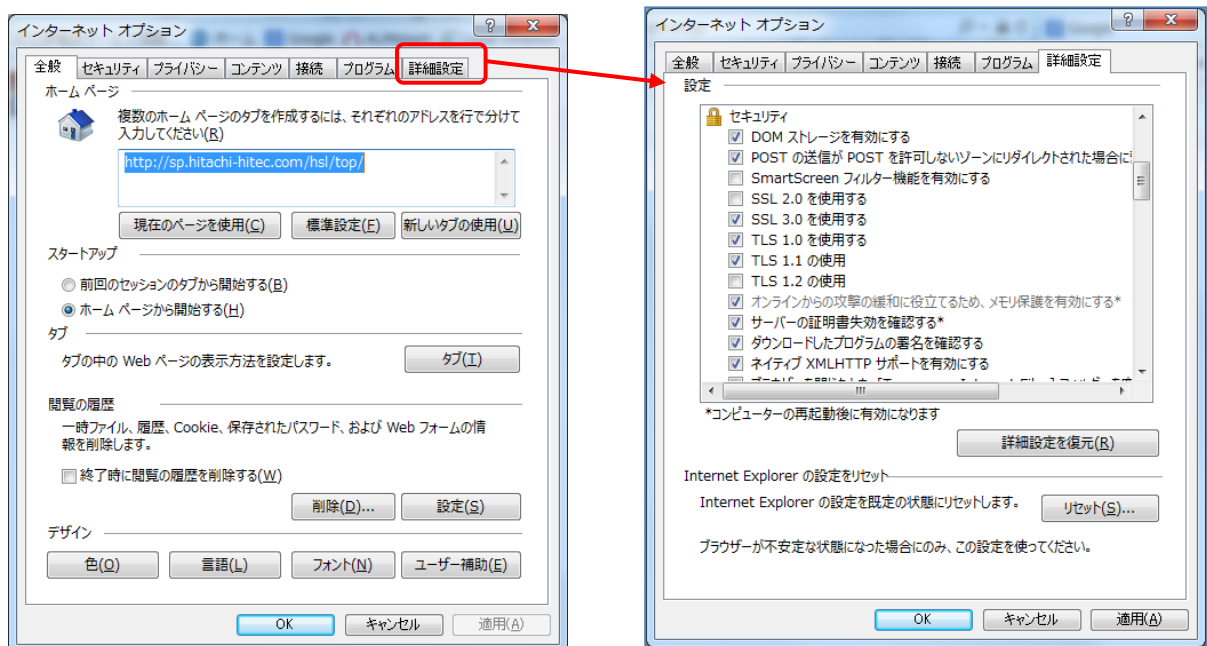 インターネット オプション
全般 セキュリティ プライバシー コンテンツ 接続 プログラム 詳細設定
ホーム ページ
複数のホーム ページのタブを作成するには、それぞれのアドレスを行で分けて
入力してください(R)
http://sp.hitachi-hitec.com/hsl/top/
現在のページを使用(C) 標準設定(F) 新しいタブの使用(U)
スタートアップ
前回のセッションのタブから開始する(B)
ホーム ページから開始する(H)
タブ
タブの中の Web ページの表示方法を設定します。 タブ(T)
閲覧の履歴
一時ファイル、履歴、Cookie、保存されたパスワード、および Web フォームの情
報を削除します。
終了時に閲覧の履歴を削除する(W)
削除(D)... 設定(S)
デザイン
色(O) 言語(L) フォント(N) ユーザー補助(E)
OK キャンセル 適用(A)
インターネット オプション
全般 セキュリティ プライバシー コンテンツ 接続 プログラム 詳細設定
設定
セキュリティ
DOM ストレージを有効にする
POST の送信が POST を許可しないゾーンにリダイレクトされた場合に
SmartScreen フィルター機能を有効にする
SSL 2.0 を使用する
SSL 3.0 を使用する
TLS 1.0 を使用する
TLS 1.1 の使用
TLS 1.2 の使用
オンラインからの攻撃の緩和に役立てるため、メモリ保護を有効にする*
サーバーの証明書失効を確認する*
ダウンロードしたプログラムの署名を確認する
ネイティブ XMLHTTP サポートを有効にする
*コンピューターの再起動後に有効になります
詳細設定を復元(R)
Internet Explorer の設定をリセット
Internet Explorer の設定を既定の状態にリセットします。 リセット(S)...
ブラウザーが不安定な状態になった場合にのみ、この設定を使ってください。
OK キャンセル 適用(A)